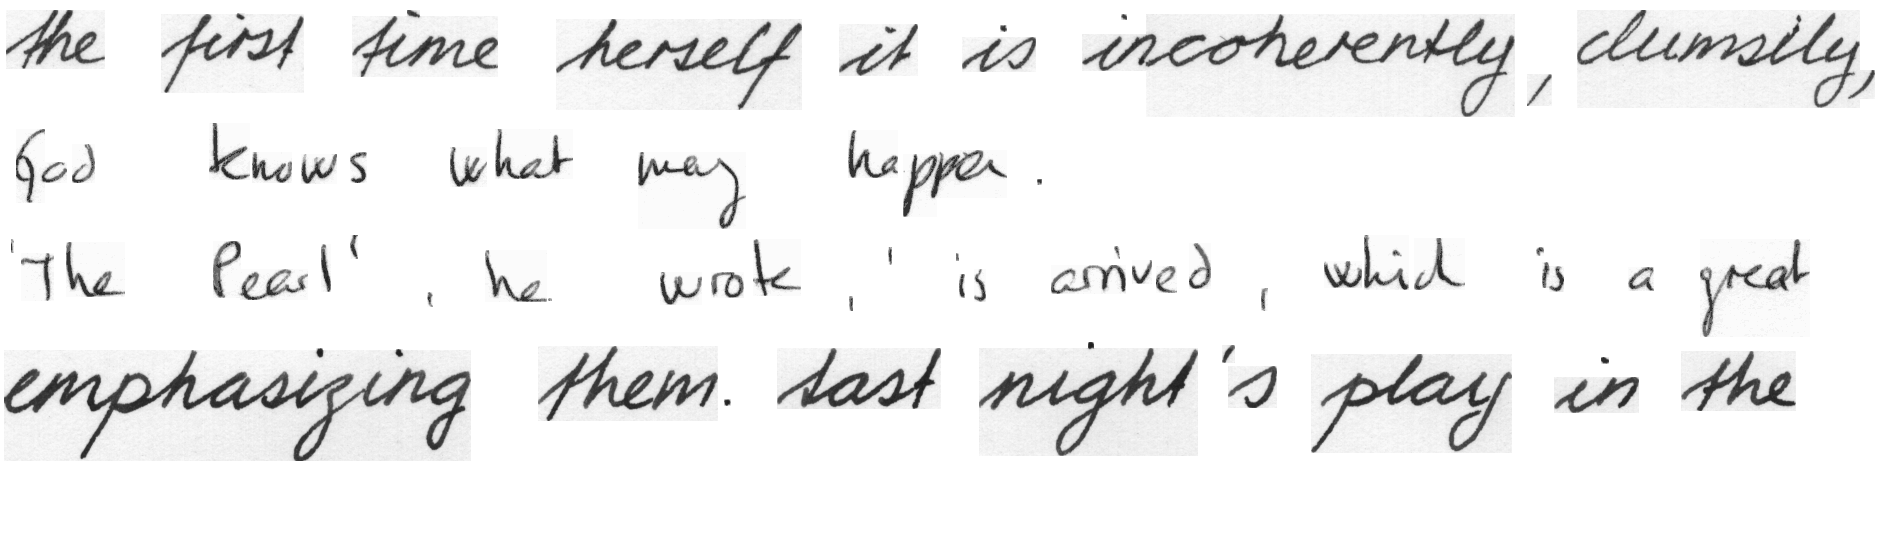 the first time herself it is incoherently, clumsily,
God knows what may happen.
'The Pearl', he wrote, 'is arrived, which is a great
emphasizing them. Last night's play in the